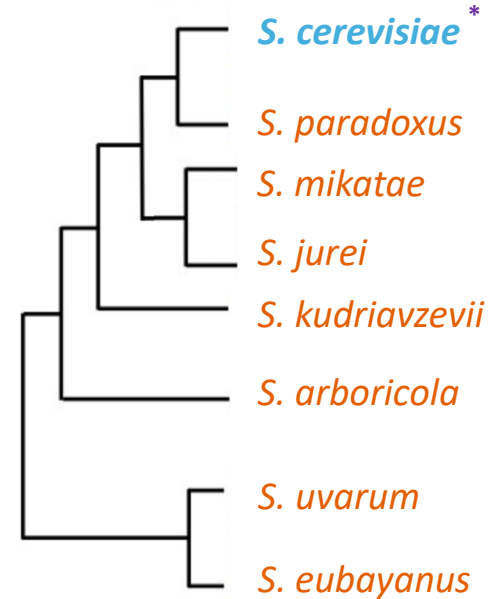 S. cerevisiae*
S. paradoxus
S. mikatae
S. jurei
S. kudriavzevii
S. arboricola
S. uvarum
S. eubayanus